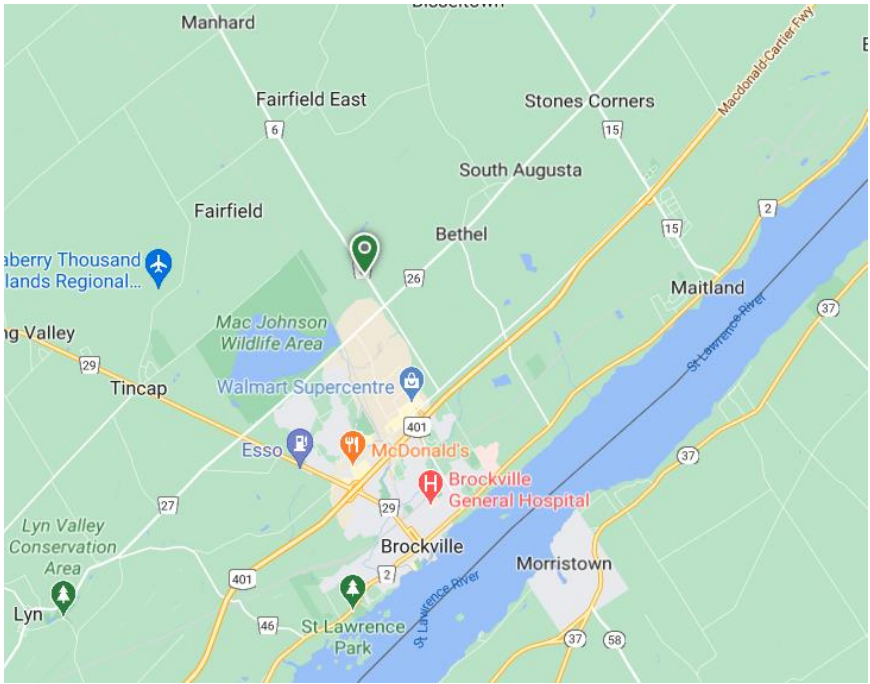 Manhard
Macdonald-Cartier Fwy
Fairfield East
Stones Corners
6
15
South Augusta
Fairfield
2
Bethel
15
aberry Thousand
lands Regional...
26
Maitland
St Lawrence River
37
Mac Johnson
Wildlife Area
ng Valley
29
Tincap
Walmart Supercentre
401
Esso
McDonald's
37
Brockville
General Hospital
27
29
Lyn Valley
Conservation
Area
Brockville
Morristown
401
2
St Lawrence River
Lyn
46
St Lawrence
Park
37
58